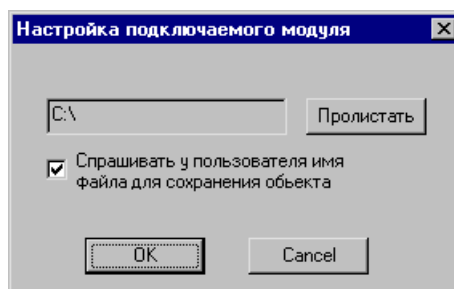 Настройка подключаемого модуля
C:\
Пролистать
Спрашивать у пользователя имя
файла для сохранения обьекта
OK
Cancel